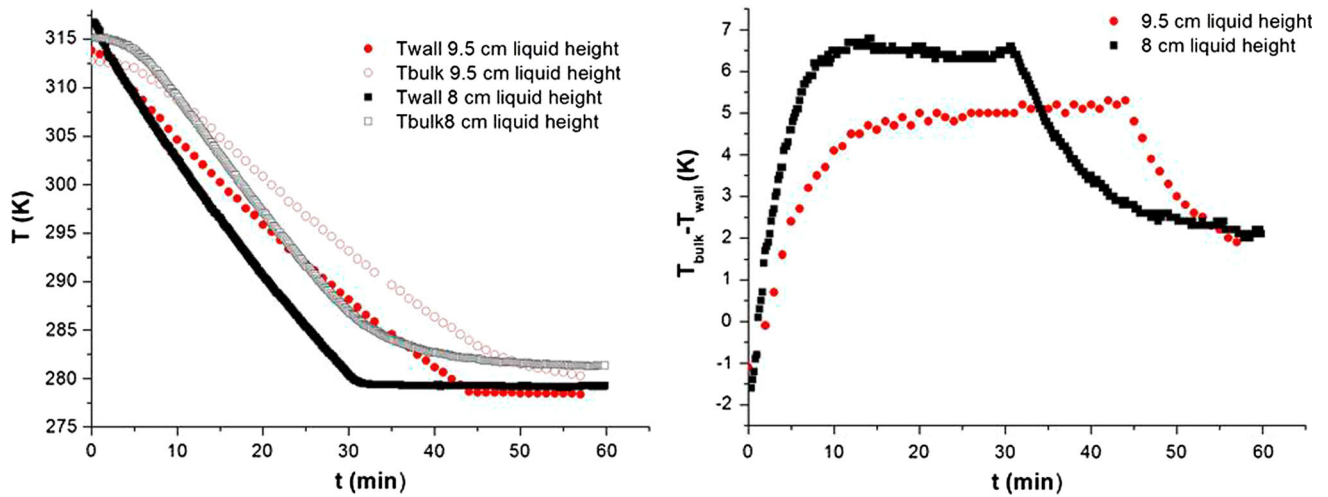 T (K)
315
310
305
300
295
290
285
280
275
0 10 20 30 40 50 60
t (min)
Twall 9.5 cm liquid height
Tbulk 9.5 cm liquid height
Twall 8 cm liquid height
Tbulk8 cm liquid height
Tbulk-Twall (K)
7
6
5
4
3
2
1
0
-1
-2
0 10 20 30 40 50 60
t (min)
9.5 cm liquid height
8 cm liquid height